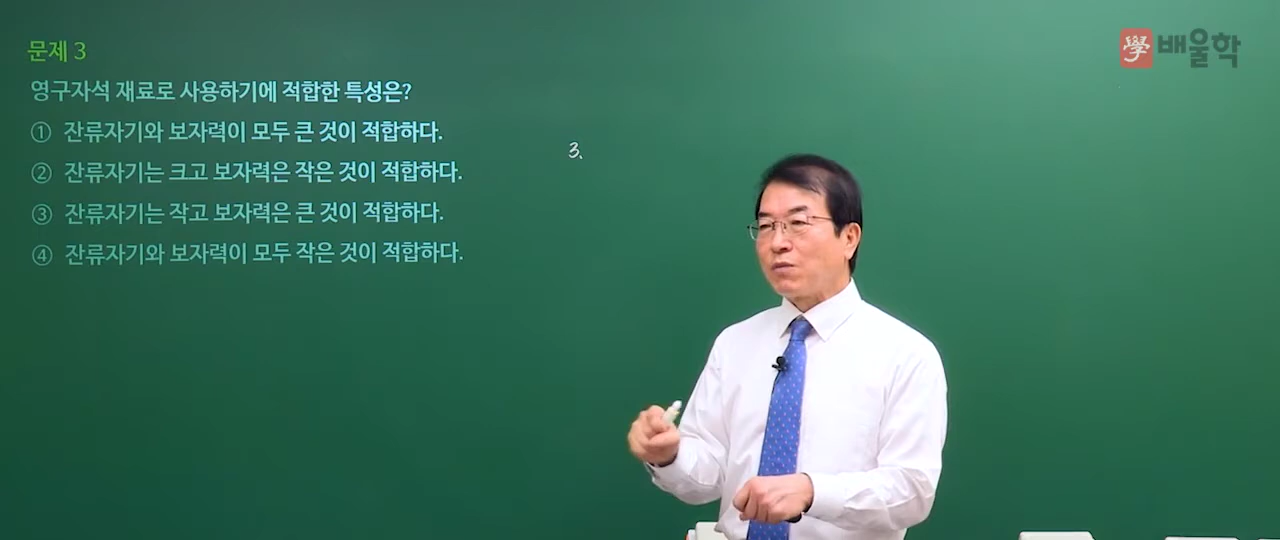 學 배울학
문제 3
영구자석 재료로 사용하기에 적합한 특성은?
① 잔류자기와 보자력이 모두 큰 것이 적합하다.
② 잔류자기는 크고 보자력은 작은 것이 적합하다.
③ 잔류자기는 작고 보자력은 큰 것이 적합하다.
④ 잔류자기와 보자력이 모두 작은 것이 적합하다.
3.